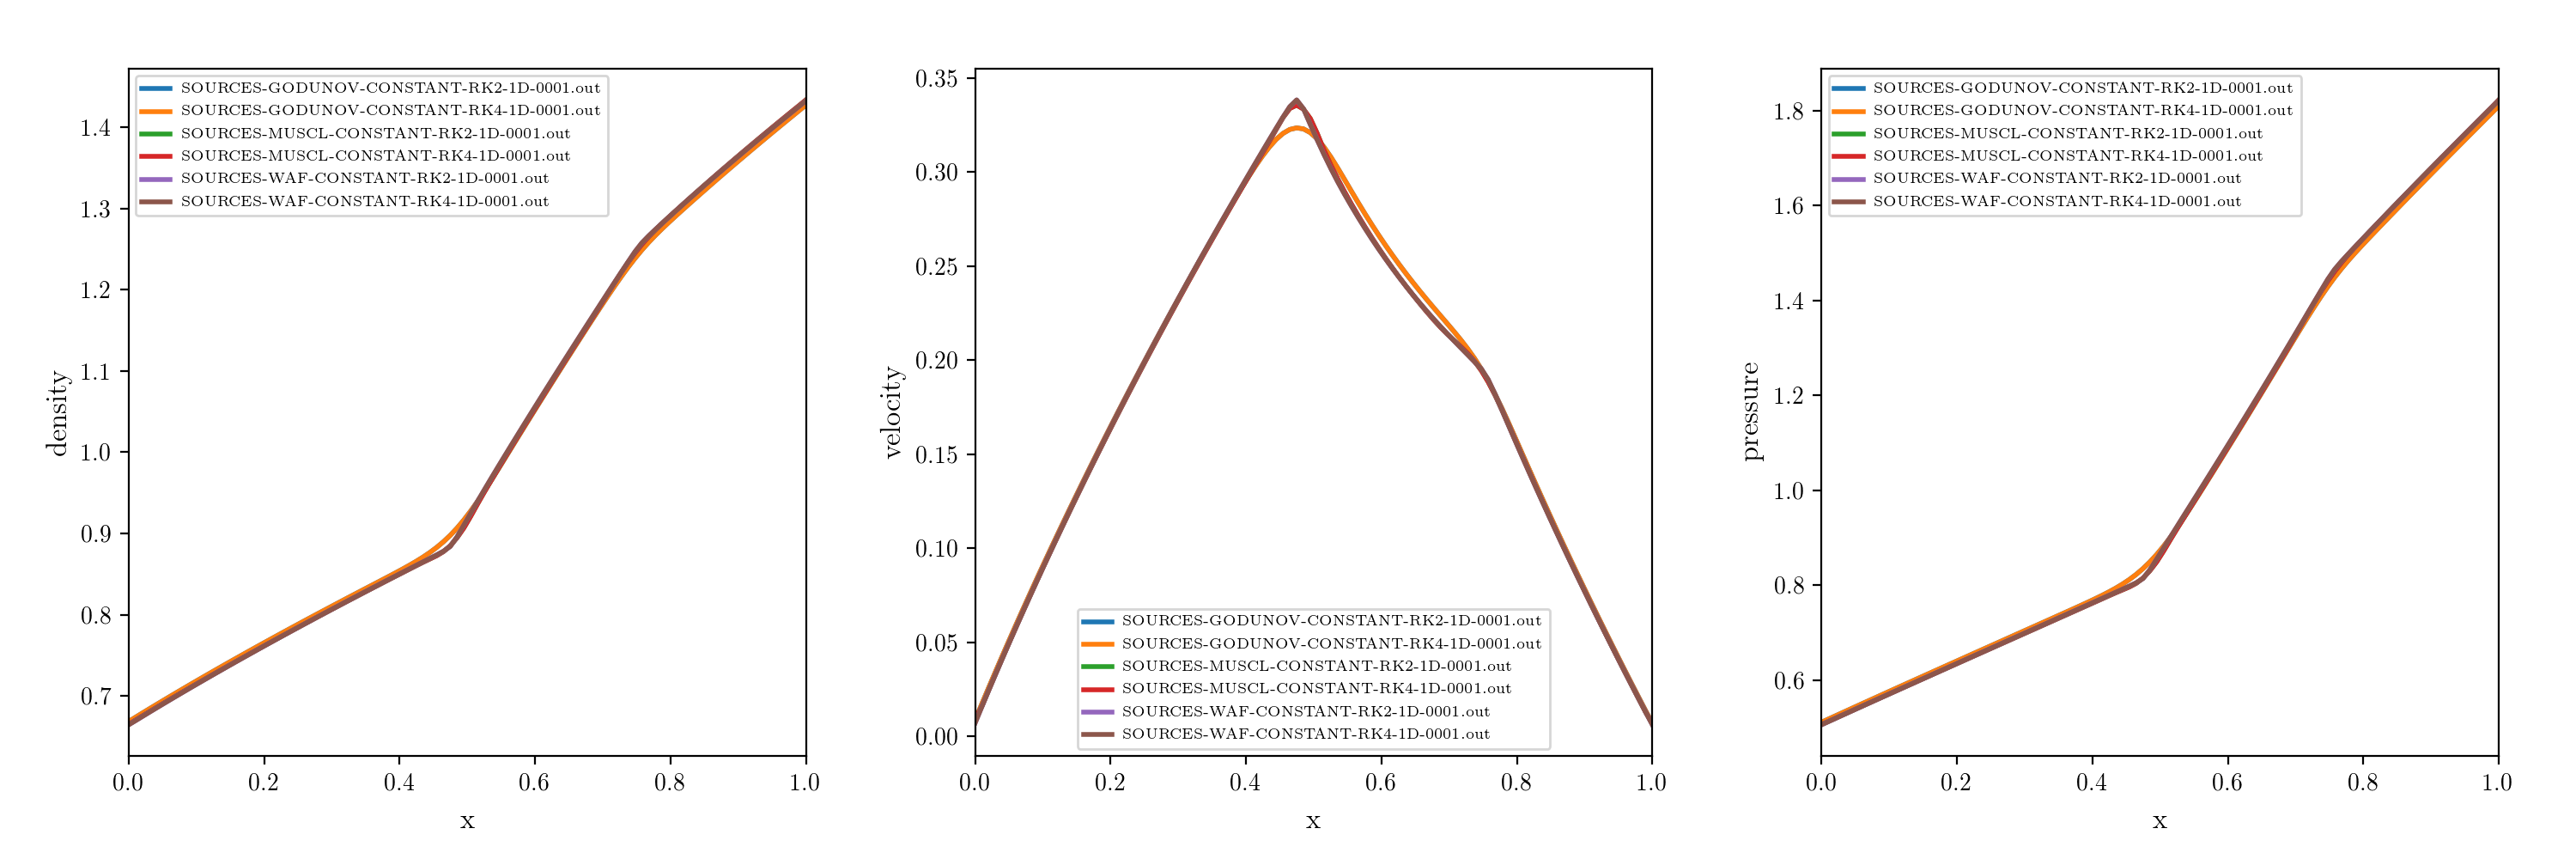 density
1.4
1.3
1.2
1.1
1.0
0.9
0.8
0.7
SOURCES-GODUNOV-CONSTANT-RK2-1D-0001.out
SOURCES-GODUNOV-CONSTANT-RK4-1D-0001.out
SOURCES-MUSCL-CONSTANT-RK2-1D-0001.out
SOURCES-MUSCL-CONSTANT-RK4-1D-0001.out
SOURCES-WAF-CONSTANT-RK2-1D-0001.out
SOURCES-WAF-CONSTANT-RK4-1D-0001.out
0.0 0.2 0.4 0.6 0.8 1.0
x
velocity
0.35
0.30
0.25
0.20
0.15
0.10
0.05
0.00
SOURCES-GODUNOV-CONSTANT-RK2-1D-0001.out
SOURCES-GODUNOV-CONSTANT-RK4-1D-0001.out
SOURCES-MUSCL-CONSTANT-RK2-1D-0001.out
SOURCES-MUSCL-CONSTANT-RK4-1D-0001.out
SOURCES-WAF-CONSTANT-RK2-1D-0001.out
SOURCES-WAF-CONSTANT-RK4-1D-0001.out
0.0 0.2 0.4 0.6 0.8 1.0
x
pressure
1.8
1.6
1.4
1.2
1.0
0.8
0.6
SOURCES-GODUNOV-CONSTANT-RK2-1D-0001.out
SOURCES-GODUNOV-CONSTANT-RK4-1D-0001.out
SOURCES-MUSCL-CONSTANT-RK2-1D-0001.out
SOURCES-MUSCL-CONSTANT-RK4-1D-0001.out
SOURCES-WAF-CONSTANT-RK2-1D-0001.out
SOURCES-WAF-CONSTANT-RK4-1D-0001.out
0.0 0.2 0.4 0.6 0.8 1.0
x